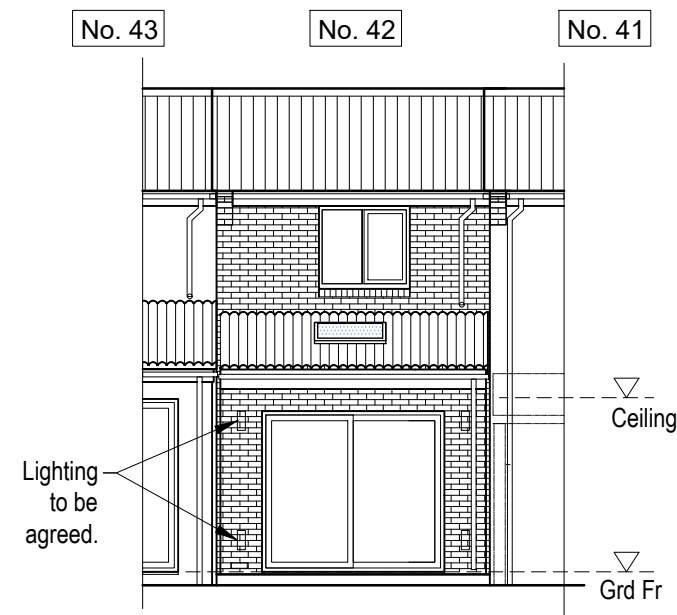 No. 43
No. 42
No. 41
Ceiling
Lighting
to be
agreed.
Grd Fr